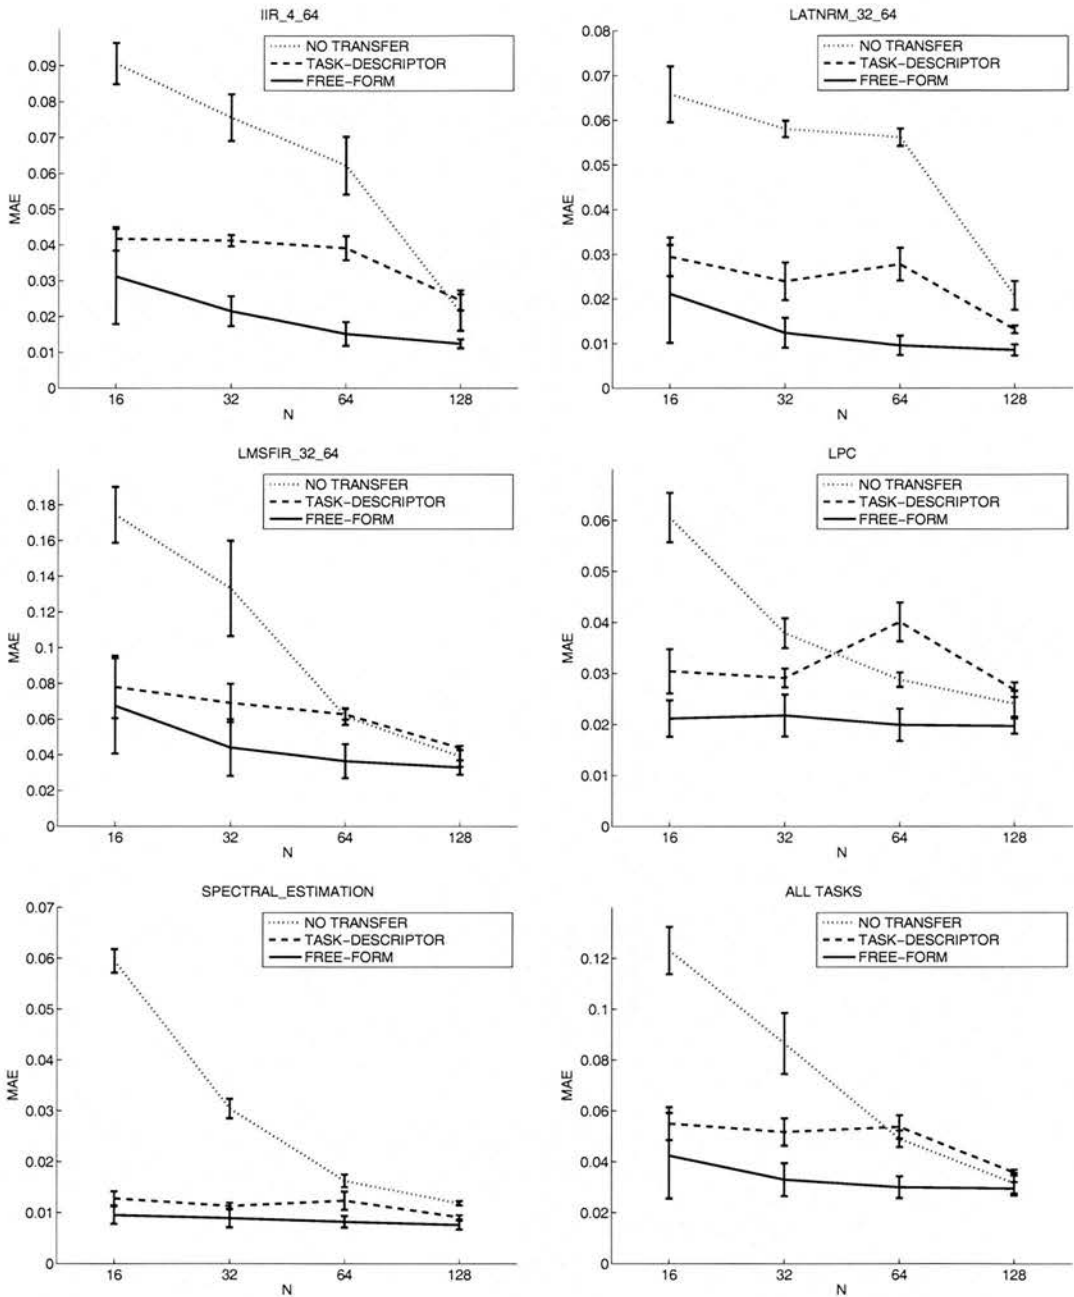 IIR_4_64
NO TRANSFER
TASK-DESCRIPTOR
FREE-FORM
0.09
0.08
0.07
0.06
0.05
0.04
0.03
0.02
0.01
0
MAE
16 32 64 128
N
LATNRM_32_64
NO TRANSFER
TASK-DESCRIPTOR
FREE-FORM
0.08
0.07
0.06
0.05
0.04
0.03
0.02
0.01
0
MAE
16 32 64 128
N
LMSFIR_32_64
NO TRANSFER
TASK-DESCRIPTOR
FREE-FORM
0.18
0.16
0.14
0.12
0.1
0.08
0.06
0.04
0.02
0
MAE
16 32 64 128
N
LPC
NO TRANSFER
TASK-DESCRIPTOR
FREE-FORM
0.06
0.05
0.04
0.03
0.02
0.01
0
MAE
16 32 64 128
N
SPECTRAL_ESTIMATION
NO TRANSFER
TASK-DESCRIPTOR
FREE-FORM
0.07
0.06
0.05
0.04
0.03
0.02
0.01
0
MAE
16 32 64 128
N
ALL TASKS
NO TRANSFER
TASK-DESCRIPTOR
FREE-FORM
0.12
0.1
0.08
0.06
0.04
0.02
0
MAE
16 32 64 128
N